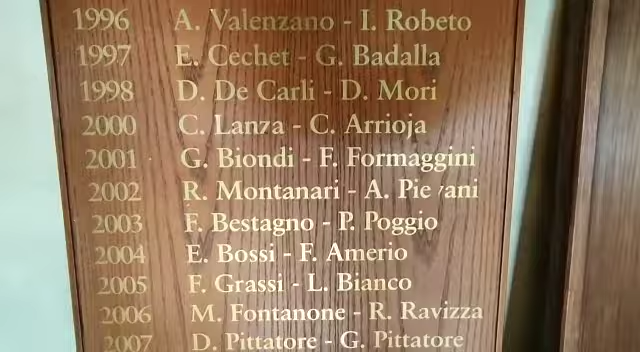 1996 A. Valenzano - I. Robeto
1997 E. Cechet - G. Badalla
1998 D. De Carli - D. Mori
2000 C. Lanza - C. Arrioja
2001 G. Biondi - F. Formaggini
2002 R. Montanari - A.
2003 F. Bestagno - P. Poggio
2004 E. Bossi - F. Amerio
2005 F. Grassi - L. Bianco
2006 M. Fontanone - R. Ravizza
2007 D. Pittatore - G. Pittatore